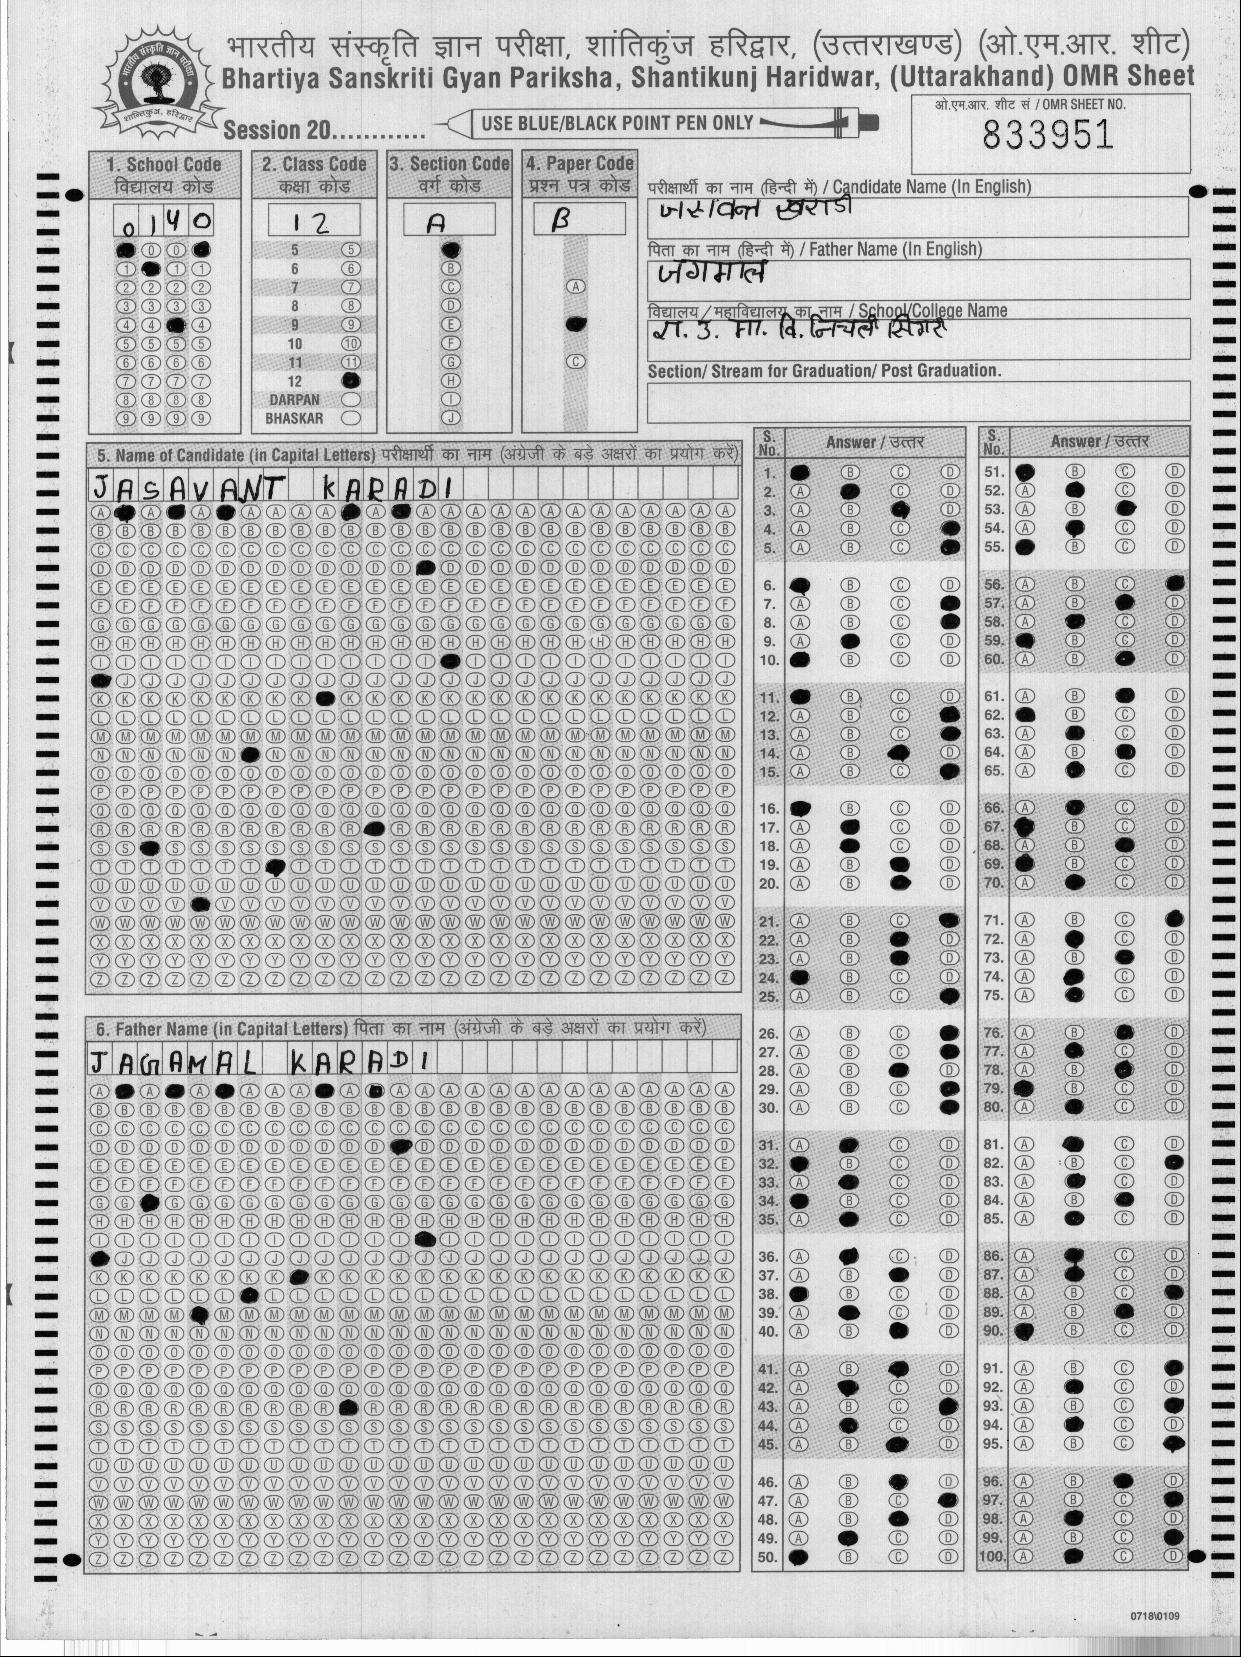 भारतीय संस्कृति ज्ञान परीक्षा, शांतिकुंज हरिद्वार, (उत्तराखण्ड) (ओ.एम.आर. शीट)
Bhartiya Sanskriti Gyan Pariksha, Shantikunj Haridwar, (Uttarakhand) OMR Sheet
Session 20............
USE BLUE/BLACK POINT PEN ONLY
ओ.एम.आर. शीट सं / OMR SHEET NO.
833951
1. School Code
विद्यालय कोड
0140
2. Class Code
कक्षा कोड
12
5
6
7
8
9
10
11
12
DARPAN
BHASKAR
3. Section Code
वर्ग कोड
A
4. Paper Code
प्रश्न पत्र कोड
B
परीक्षार्थी का नाम (हिन्दी में) / Candidate Name (In English)
जसवन्त खराडी
पिता का नाम (हिन्दी में) / Father Name (In English)
जगमाल
विद्यालय / महाविद्यालय का नाम / School/College Name
रा. उ. मा. वि. निचली सिगरी
Section/ Stream for Graduation/ Post Graduation.
5. Name of Candidate (in Capital Letters) परीक्षार्थी का नाम (अंग्रेजी के बड़े अक्षरों का प्रयोग करें)
JASAVANT KARADI
6. Father Name (in Capital Letters) पिता का नाम (अंग्रेजी के बड़े अक्षरों का प्रयोग करें)
JAGAMAL KARADI
S. No. Answer / उत्तर
S. No. Answer / उत्तर
0718\0109